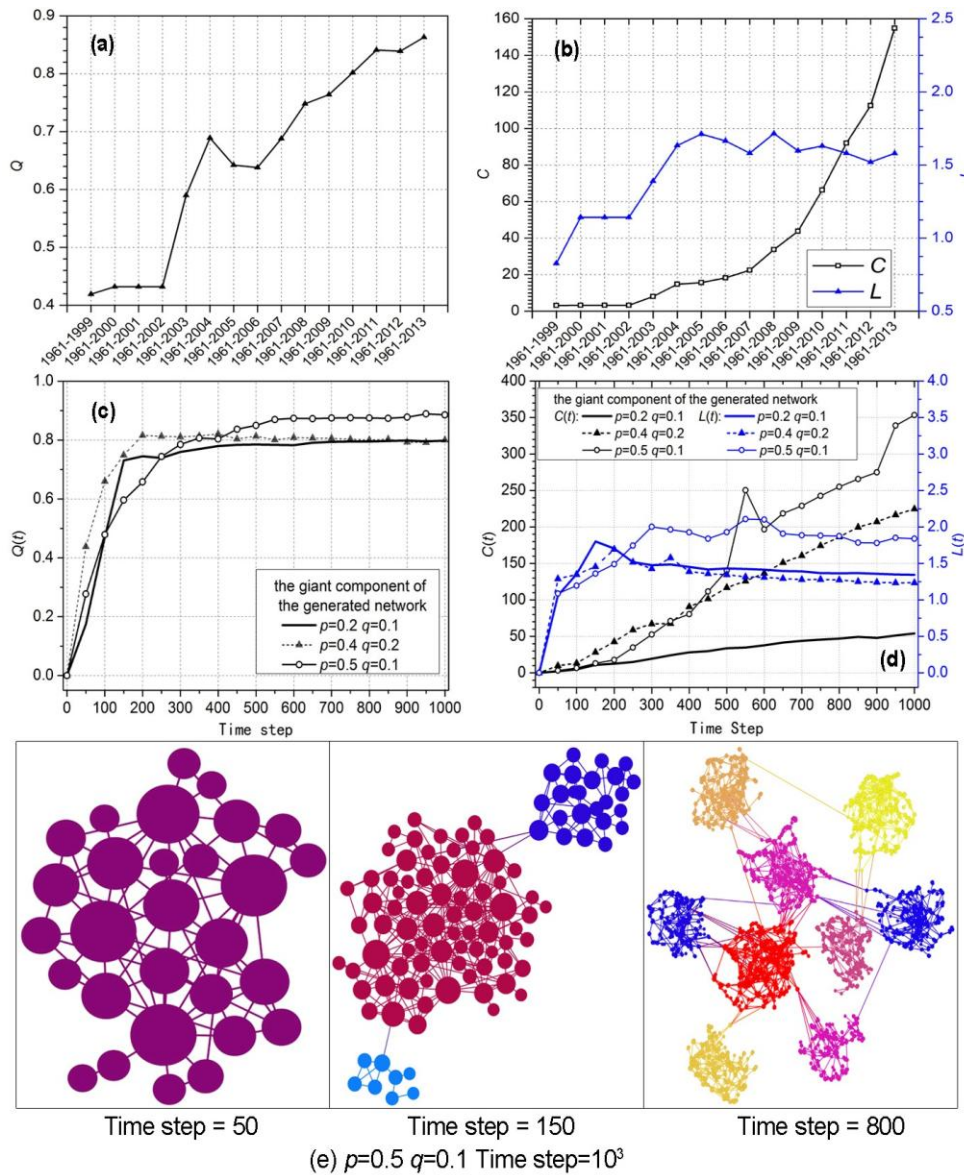 (a)
0.9
0.8
0.7
0.6
0.5
0.4
Q
1961-1999
1961-2000
1961-2001
1961-2002
1961-2003
1961-2004
1961-2005
1961-2006
1961-2007
1961-2008
1961-2009
1961-2010
1961-2011
1961-2012
1961-2013
(b)
160
140
120
100
80
60
40
20
0
C
2.5
2.0
1.5
1.0
0.5
L
C
L
1961-1999
1961-2000
1961-2001
1961-2002
1961-2003
1961-2004
1961-2005
1961-2006
1961-2007
1961-2008
1961-2009
1961-2010
1961-2011
1961-2012
1961-2013
(c)
1.0
0.8
0.6
0.4
0.2
0.0
Q(t)
the giant component of
the generated network
p=0.2 q=0.1
p=0.4 q=0.2
p=0.5 q=0.1
0 100 200 300 400 500 600 700 800 900 1000
Time step
400
350
300
250
200
150
100
50
0
C(t)
the giant component of the generated network
C(t): p=0.2 q=0.1 L(t): p=0.2 q=0.1
p=0.4 q=0.2 p=0.4 q=0.2
p=0.5 q=0.1 p=0.5 q=0.1
4.0
3.5
3.0
2.5
2.0
1.5
1.0
0.5
0.0
L(t)
(d)
0 100 200 300 400 500 600 700 800 900 1000
Time Step
Time step = 50 Time step = 150 Time step = 800
(e) p=0.5 q=0.1 Time step=10³